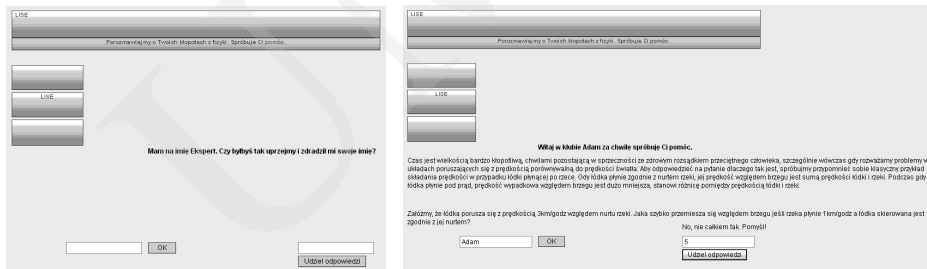 LISE
Porozmawiajmy o Twoich kłopotach z fizyki. Spróbuje Ci pomóc.
LISE
Mam na imię Ekspert. Czy byłbyś tak uprzejmy i zdradził mi swoje imię?
OK
Udziel odpowiedzi
LISE
Porozmawiajmy o Twoich kłopotach z fizyki. Spróbuje Ci pomóc.
LISE
Witaj w klubie Adam za chwilę spróbuję Ci pomóc.
Czas jest wielkością bardzo kłopotliwą, chwilami pozostającą w sprzeczności ze zdrowym rozsądkiem przeciętnego człowieka, szczególnie wówczas gdy rozważamy problemy w
układach poruszających się z prędkością porównywalną do prędkości światła. Aby odpowiedzieć na pytanie dlaczego tak jest, spróbujmy przypomnieć sobie klasyczny przykład
składania prędkości w przypadku łódki płynącej po rzece. Gdy łódka płynie zgodnie z nurtem rzeki, jej prędkość względem brzegu jest sumą prędkości łódki i rzeki. Podczas gdy
łódka płynie pod prąd, prędkość wypadkowa względem brzegu jest dużo mniejsza, stanowi różnicę pomiędzy prędkością łódki i rzeki.
Załóżmy, że łódka porusza się z prędkością 3km/godz względem nurtu rzeki. Jaka szybko przemiesza się względem brzegu jeśli rzeka płynie 1 km/godz a łódka skierowana jest
zgodnie z jej nurtem?
No, nie całkiem tak. Pomyśl!
Adam
OK
5
Udziel odpowiedzi